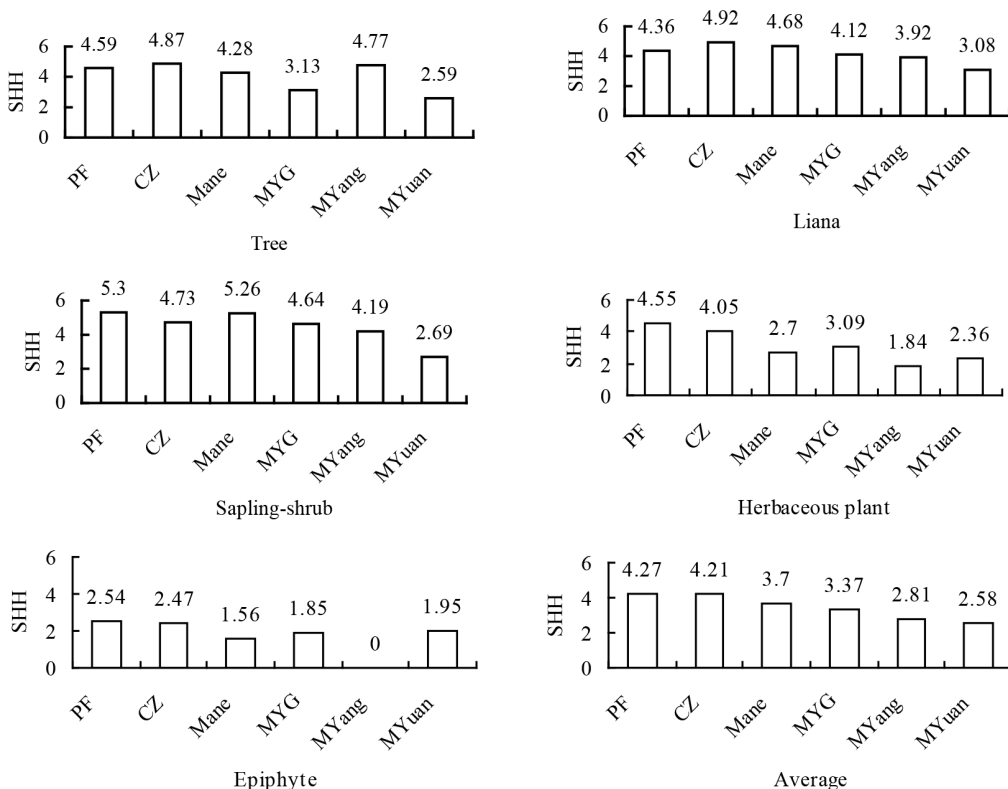 SHH
6
4
2
0
4.59 4.87 4.28 3.13 4.77 2.59
PF CZ Mane MYG MYang MYuan
Tree
SHH
6
4
2
0
4.36 4.92 4.68 4.12 3.92 3.08
PF CZ Mane MYG MYang MYuan
Liana
SHH
6
4
2
0
5.3 4.73 5.26 4.64 4.19 2.69
PF CZ Mane MYG MYang MYuan
Sapling-shrub
SHH
6
4
2
0
4.55 4.05 2.7 3.09 1.84 2.36
PF CZ Mane MYG MYang MYuan
Herbaceous plant
SHH
6
4
2
0
2.54 2.47 1.56 1.85 0 1.95
PF CZ Mane MYG MYang MYuan
Epiphyte
SHH
6
4
2
0
4.27 4.21 3.7 3.37 2.81 2.58
PF CZ Mane MYG MYang MYuan
Average